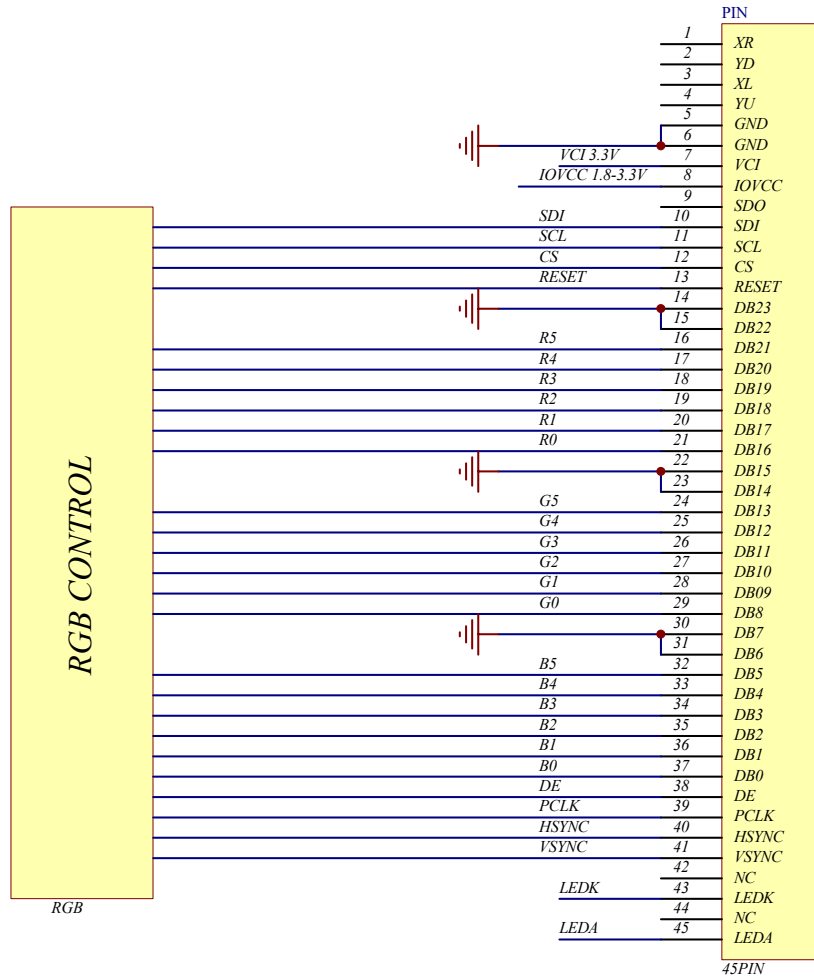 PIN
1 XR
2 YD
3 XL
4 YU
5 GND
6 GND
VCI 3.3V 7 VCI
IOVCC 1.8-3.3V 8 IOVCC
9 SDO
SDI 10 SDI
SCL 11 SCL
CS 12 CS
RESET 13 RESET
14 DB23
15 DB22
R5 16 DB21
R4 17 DB20
R3 18 DB19
R2 19 DB18
R1 20 DB17
R0 21 DB16
22 DB15
23 DB14
G5 24 DB13
G4 25 DB12
G3 26 DB11
G2 27 DB10
G1 28 DB09
G0 29 DB8
30 DB7
31 DB6
B5 32 DB5
B4 33 DB4
B3 34 DB3
B2 35 DB2
B1 36 DB1
B0 37 DB0
DE 38 DE
PCLK 39 PCLK
HSYNC 40 HSYNC
VSYNC 41 VSYNC
42 NC
LEDK 43 LEDK
44 NC
LEDA 45 LEDA
45PIN
RGB CONTROL
RGB